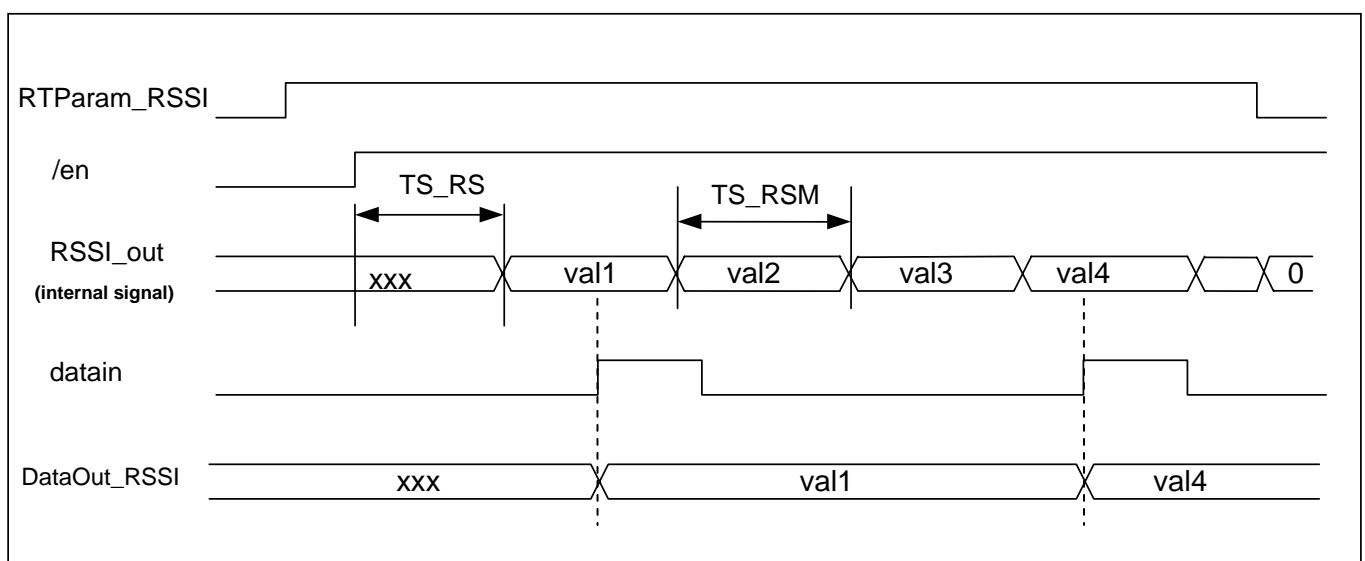 RTParam_RSSI
/en
TS_RS
TS_RSM
RSSI_out
(internal signal)
xxx val1 val2 val3 val4 0
datain
DataOut_RSSI xxx val1 val4